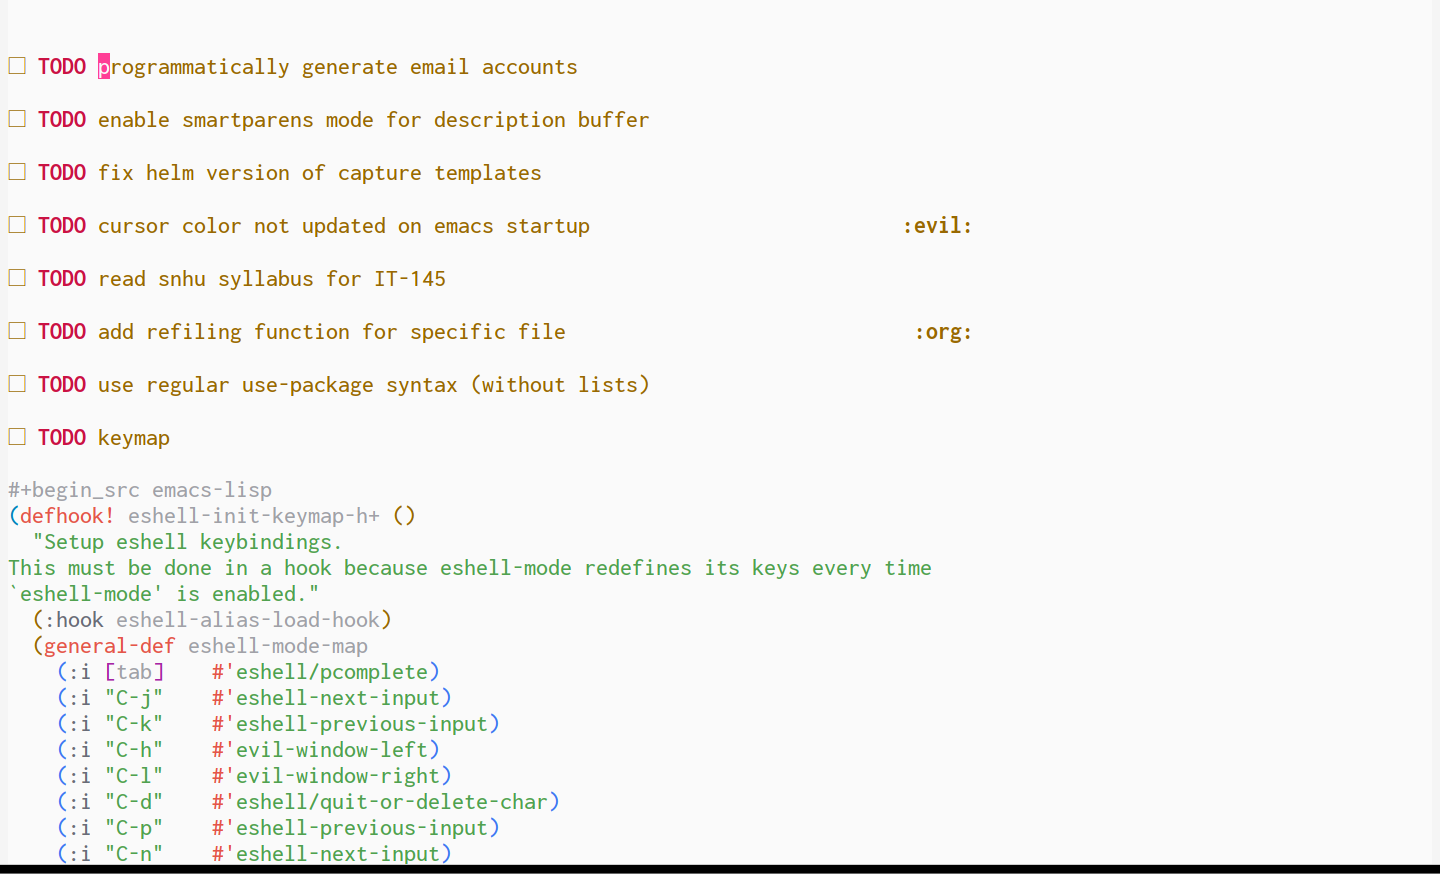 TODO programmatically generate email accounts
TODO enable smartparens mode for description buffer
TODO fix helm version of capture templates
TODO cursor color not updated on emacs startup :evil:
TODO read snhu syllabus for IT-145
TODO add refiling function for specific file :org:
TODO use regular use-package syntax (without lists)
TODO keymap
#+begin_src emacs-lisp
(defhook! eshell-init-keymap-h+ ()
  "Setup eshell keybindings.
This must be done in a hook because eshell-mode redefines its keys every time
`eshell-mode' is enabled."
  (:hook eshell-alias-load-hook)
  (general-def eshell-mode-map
    (:i [tab]    #'eshell/pcomplete)
    (:i "C-j"    #'eshell-next-input)
    (:i "C-k"    #'eshell-previous-input)
    (:i "C-h"    #'evil-window-left)
    (:i "C-l"    #'evil-window-right)
    (:i "C-d"    #'eshell/quit-or-delete-char)
    (:i "C-p"    #'eshell-previous-input)
    (:i "C-n"    #'eshell-next-input)